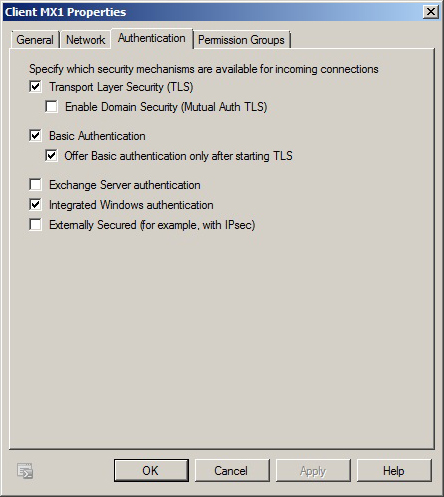 Client MX1 Properties
General Network Authentication Permission Groups
Specify which security mechanisms are available for incoming connections
Transport Layer Security (TLS)
Enable Domain Security (Mutual Auth TLS)
Basic Authentication
Offer Basic authentication only after starting TLS
Exchange Server authentication
Integrated Windows authentication
Externally Secured (for example, with IPsec)
OK Cancel Apply Help